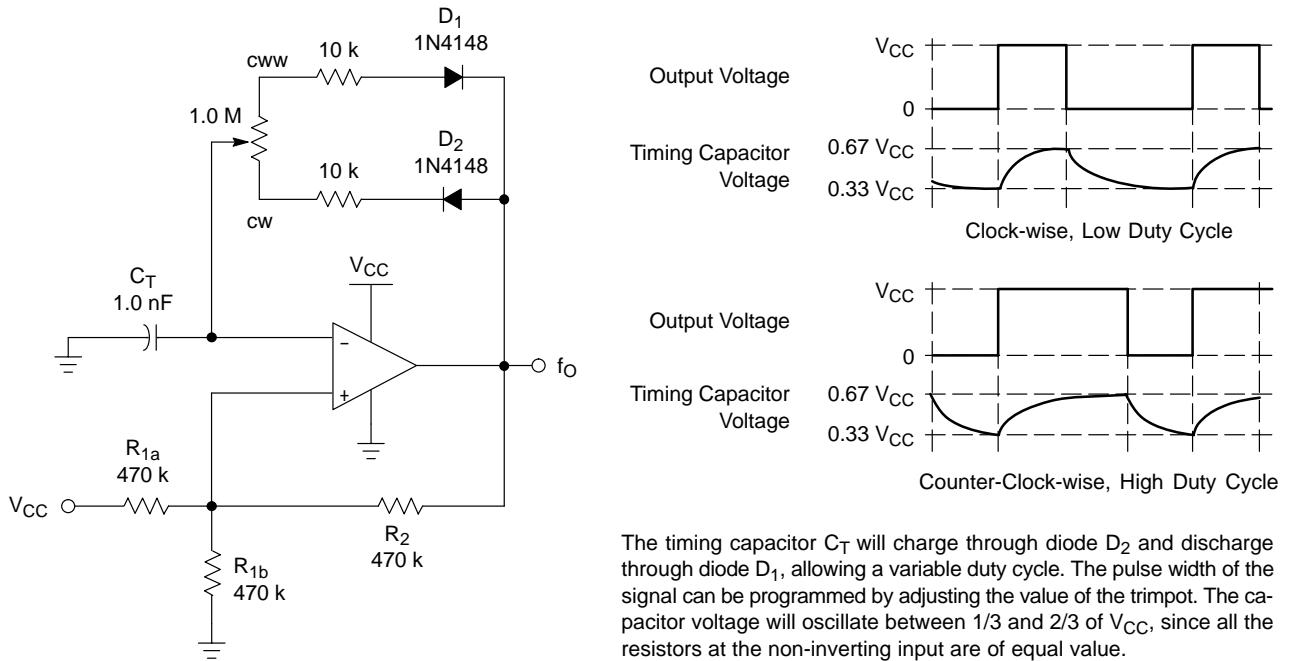 D1
1N4148
10 k
cww
1.0 M
D2
1N4148
10 k
cw
CT
1.0 nF
VCC
−
+
fO
R1a
470 k
VCC
R2
470 k
R1b
470 k
VCC
Output Voltage
0
Timing Capacitor
Voltage
0.67 VCC
0.33 VCC
Clock-wise, Low Duty Cycle
VCC
Output Voltage
0
Timing Capacitor
Voltage
0.67 VCC
0.33 VCC
Counter-Clock-wise, High Duty Cycle
The timing capacitor CT will charge through diode D2 and discharge
through diode D1, allowing a variable duty cycle. The pulse width of the
signal can be programmed by adjusting the value of the trimpot. The ca-
pacitor voltage will oscillate between 1/3 and 2/3 of VCC, since all the
resistors at the non-inverting input are of equal value.